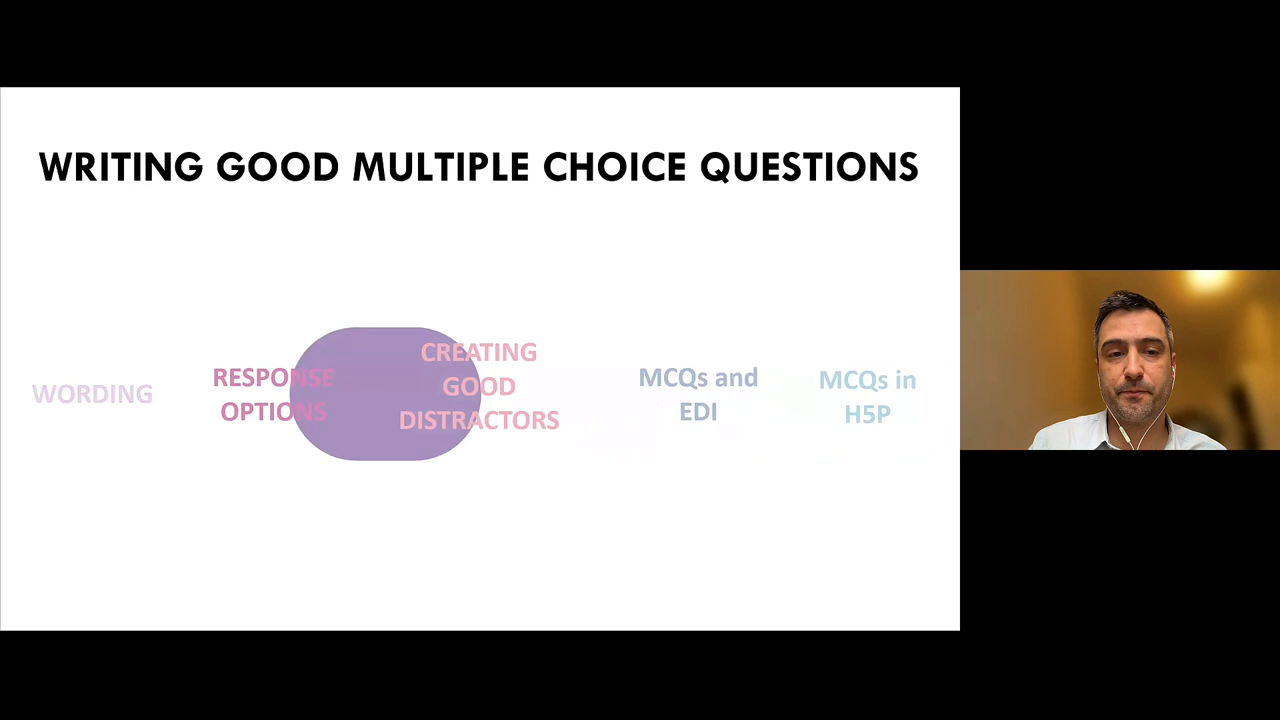 WRITING GOOD MULTIPLE CHOICE QUESTIONS
WORDING
RESPONSE
OPTIONS
CREATING
GOOD
DISTRACTORS
MCQs and
EDI
MCQs in
H5P